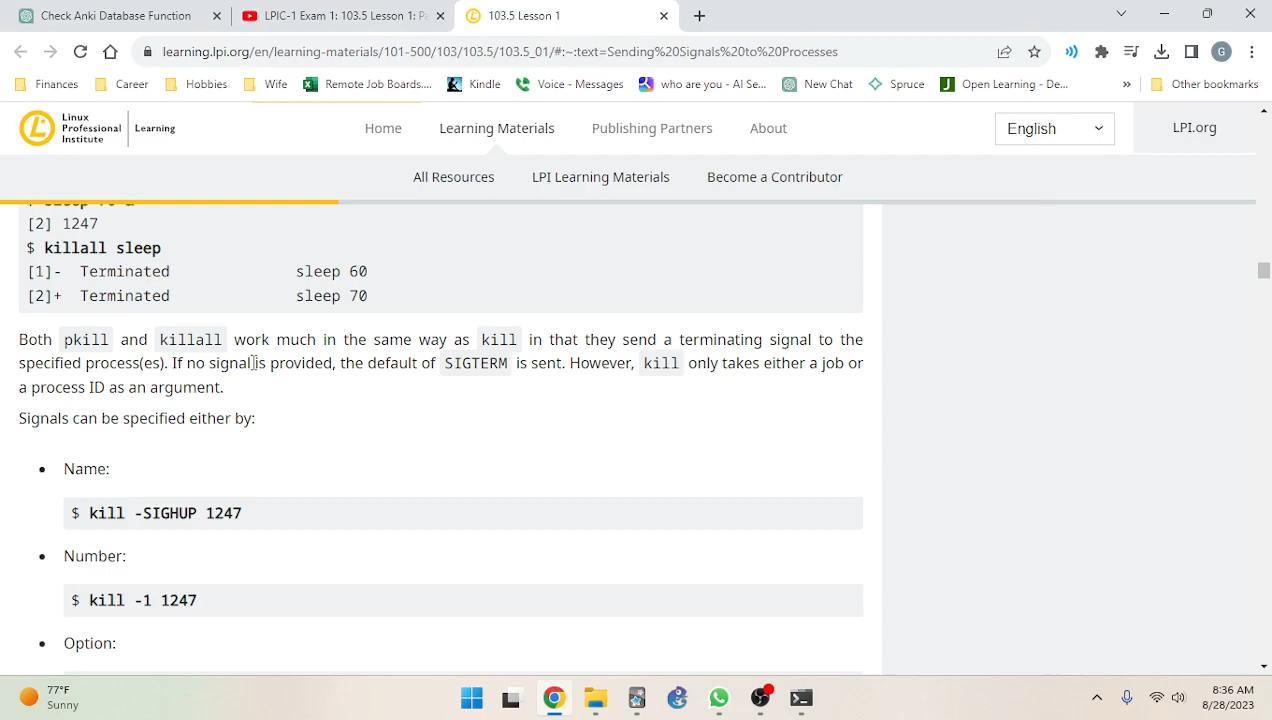 Check Anki Database Function
LPIC-1 Exam 1: 103.5 Lesson 1: P
103.5 Lesson 1
learning.lpi.org/en/learning-materials/101-500/103/103.5/103.5_01/#:~:text=Sending%20Signals%20to%20Processes
G
Finances
Career
Hobbies
Wife
Remote Job Boards....
Kindle
Voice - Messages
who are you - AI Se...
New Chat
Spruce
Open Learning - De...
»
Other bookmarks
Linux
Professional
Institute
Learning
Home
Learning Materials
Publishing Partners
About
English
LPI.org
All Resources
LPI Learning Materials
Become a Contributor
[2] 1247
$ killall sleep
[1]- Terminated sleep 60
[2]+ Terminated sleep 70
Both pkill and killall work much in the same way as kill in that they send a terminating signal to the
specified process(es). If no signal is provided, the default of SIGTERM is sent. However, kill only takes either a job or
a process ID as an argument.
Signals can be specified either by:
• Name:
$ kill -SIGHUP 1247
• Number:
$ kill -1 1247
• Option:
77°F
Sunny
8:36 AM
8/28/2023